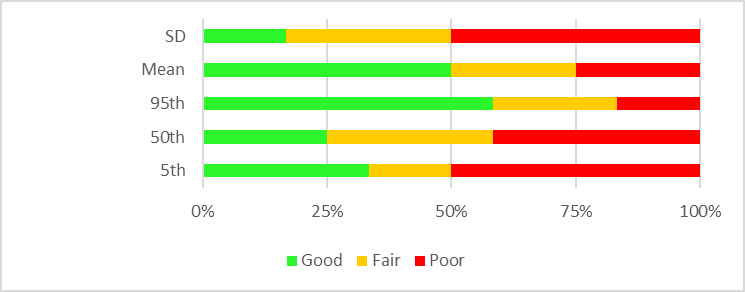 SD
Mean
95th
50th
5th
0% 25% 50% 75% 100%
Good Fair Poor